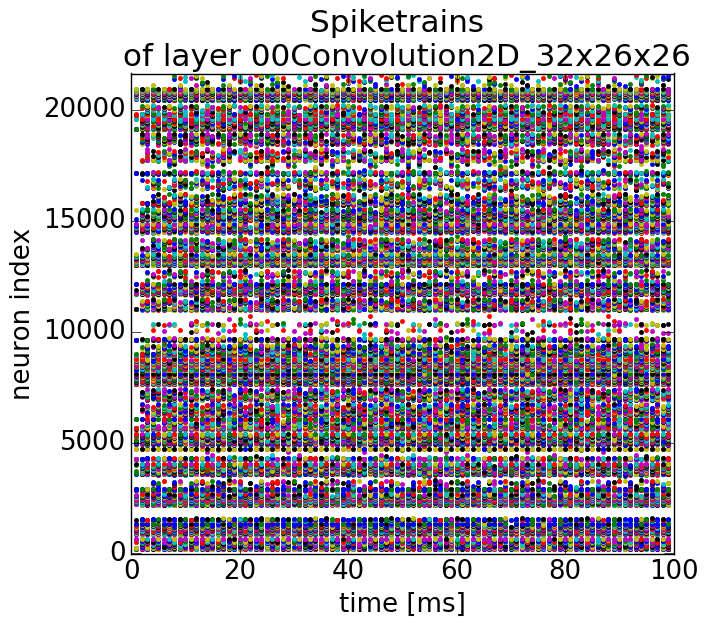 Spiketrains
of layer 00Convolution2D_32x26x26
neuron index
20000
15000
10000
5000
0
0 20 40 60 80 100
time [ms]